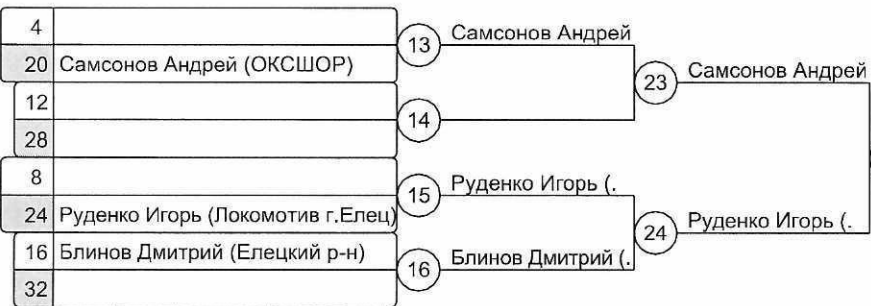 4
20 Самсонов Андрей (ОКСШОР)
12
28
8
24 Руденко Игорь (Локомотив г.Елец)
16 Блинов Дмитрий (Елецкий р-н)
32
13 Самсонов Андрей
14
15 Руденко Игорь (.
16 Блинов Дмитрий (.
23 Самсонов Андрей
24 Руденко Игорь (.